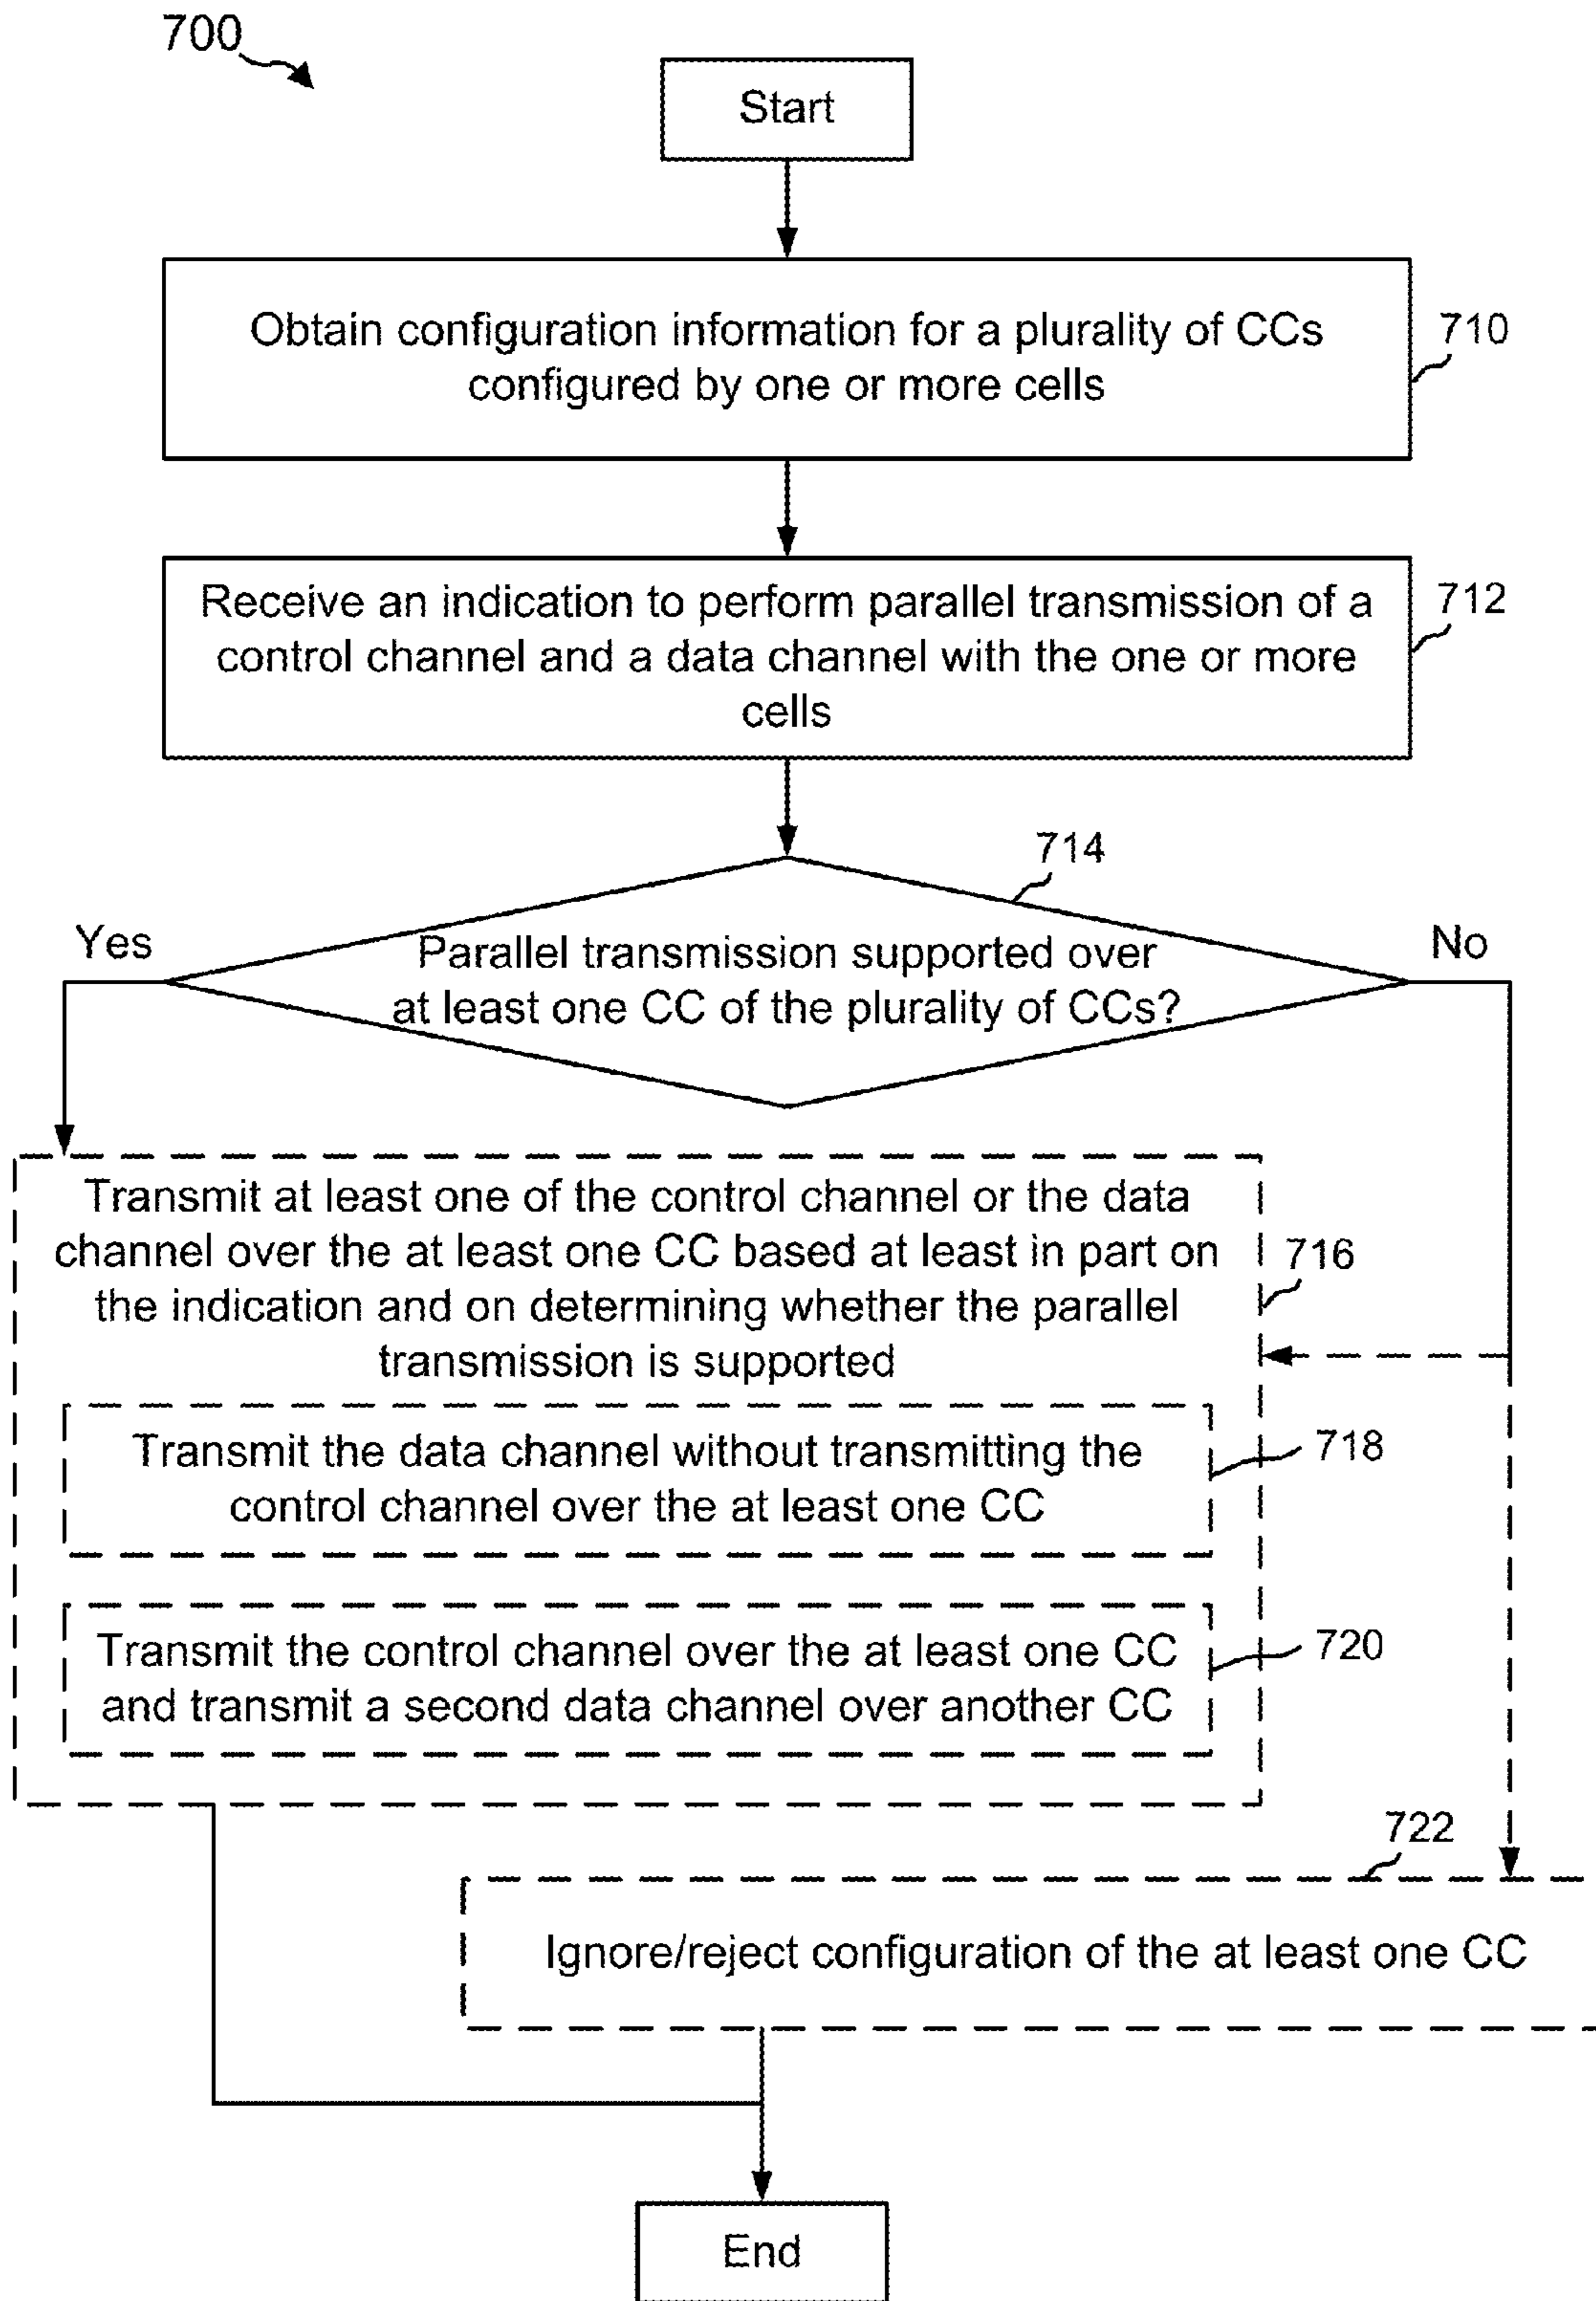 700
Start
Obtain configuration information for a plurality of CCs
configured by one or more cells
710
Receive an indication to perform parallel transmission of a
control channel and a data channel with the one or more
cells
712
714
Yes
No
Parallel transmission supported over
at least one CC of the plurality of CCs?
Transmit at least one of the control channel or the data
channel over the at least one CC based at least in part on
the indication and on determining whether the parallel
transmission is supported
716
Transmit the data channel without transmitting the
control channel over the at least one CC
718
Transmit the control channel over the at least one CC
and transmit a second data channel over another CC
720
722
Ignore/reject configuration of the at least one CC
End